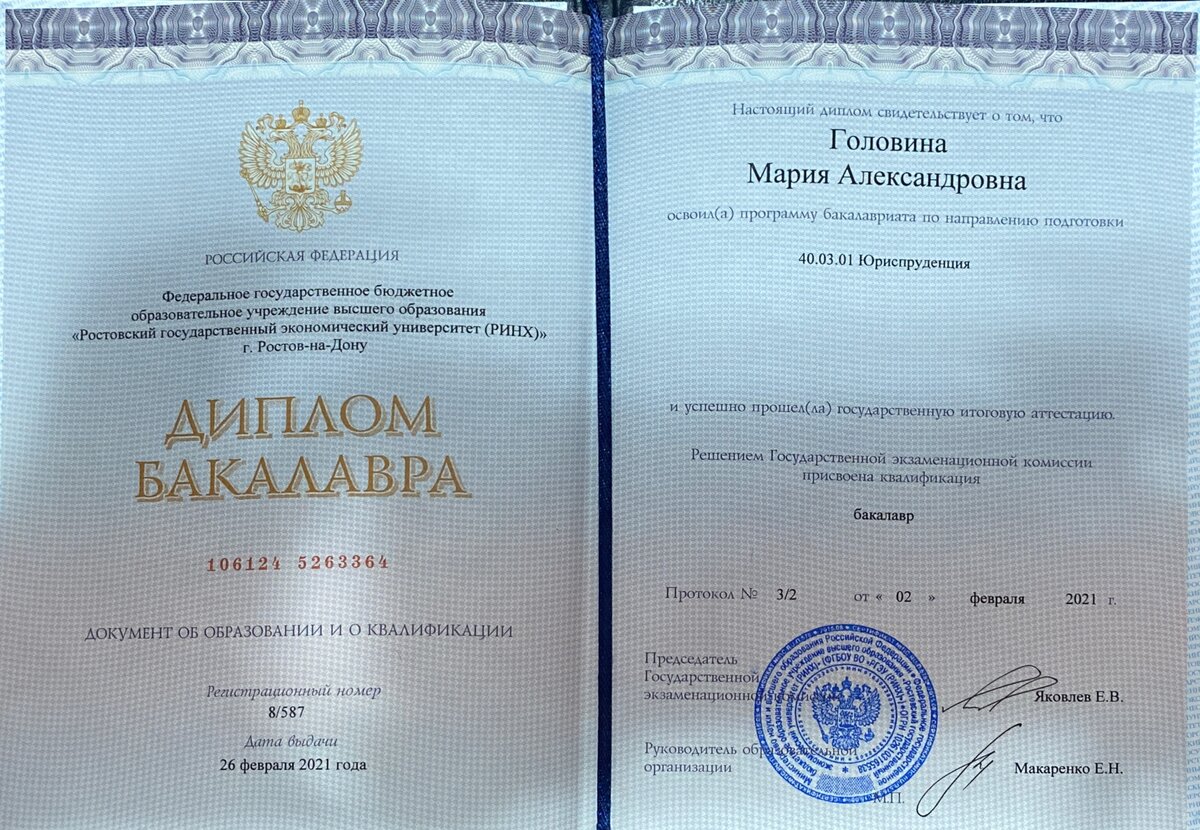 РОССИЙСКАЯ ФЕДЕРАЦИЯ
Федеральное государственное бюджетное
образовательное учреждение высшего образования
«Ростовский государственный экономический университет (РИНХ)»
г. Ростов-на-Дону
ДИПЛОМ
БАКАЛАВРА
106124 5263364
ДОКУМЕНТ ОБ ОБРАЗОВАНИИ И О КВАЛИФИКАЦИИ
Регистрационный номер
8/587
Дата выдачи
26 февраля 2021 года
Настоящий диплом свидетельствует о том, что
Головина
Мария Александровна
освоил(а) программу бакалавриата по направлению подготовки
40.03.01 Юриспруденция
и успешно прошел(ла) государственную итоговую аттестацию.
Решением Государственной экзаменационной комиссии
присвоена квалификация
бакалавр
Протокол № 3/2 от « 02 » февраля 2021 г.
Председатель
Государственной
экзаменационной комиссии Яковлев Е.В.
Руководитель образовательной
организации Макаренко Е.Н.
М.П.